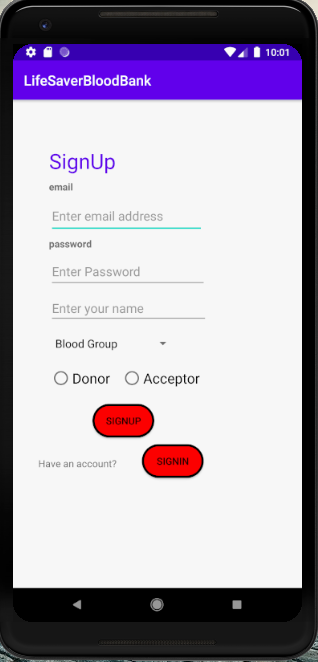 10:01
LifeSaverBloodBank
SignUp
email
Enter email address
password
Enter Password
Enter your name
Blood Group
Donor Acceptor
SIGNUP
Have an account? SIGNIN